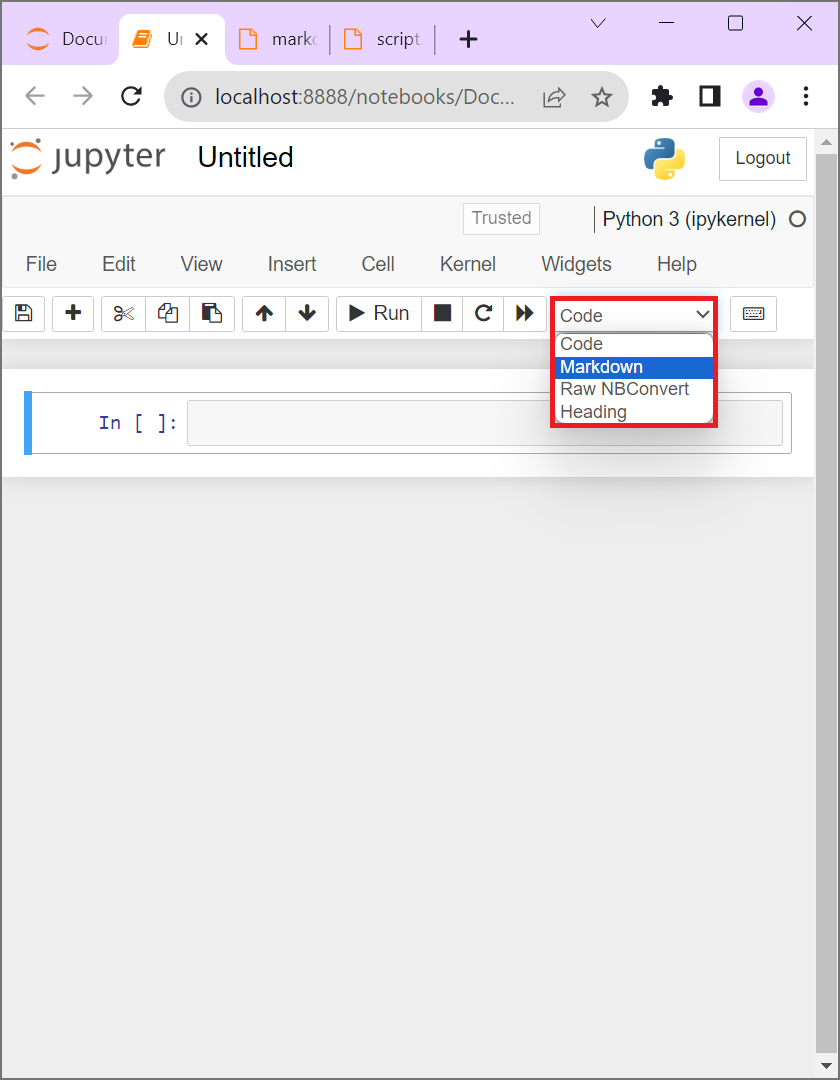 Docu Un marko script.
localhost:8888/notebooks/Doc...
jupyter Untitled Logout
Trusted Python 3 (ipykernel)
File Edit View Insert Cell Kernel Widgets Help
Run Code
Code
Markdown
Raw NBConvert
Heading
In [ ]: